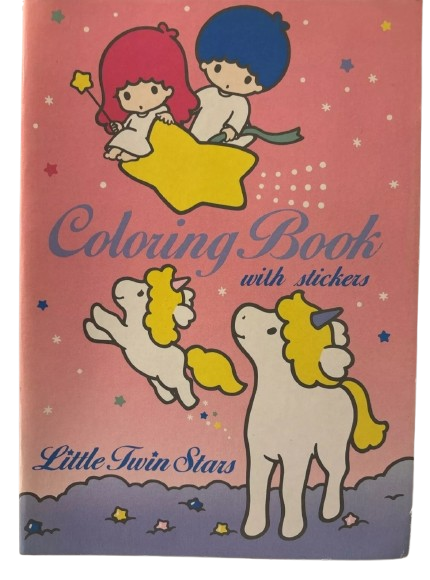 Coloring Book
with stickers
Little Twin Stars